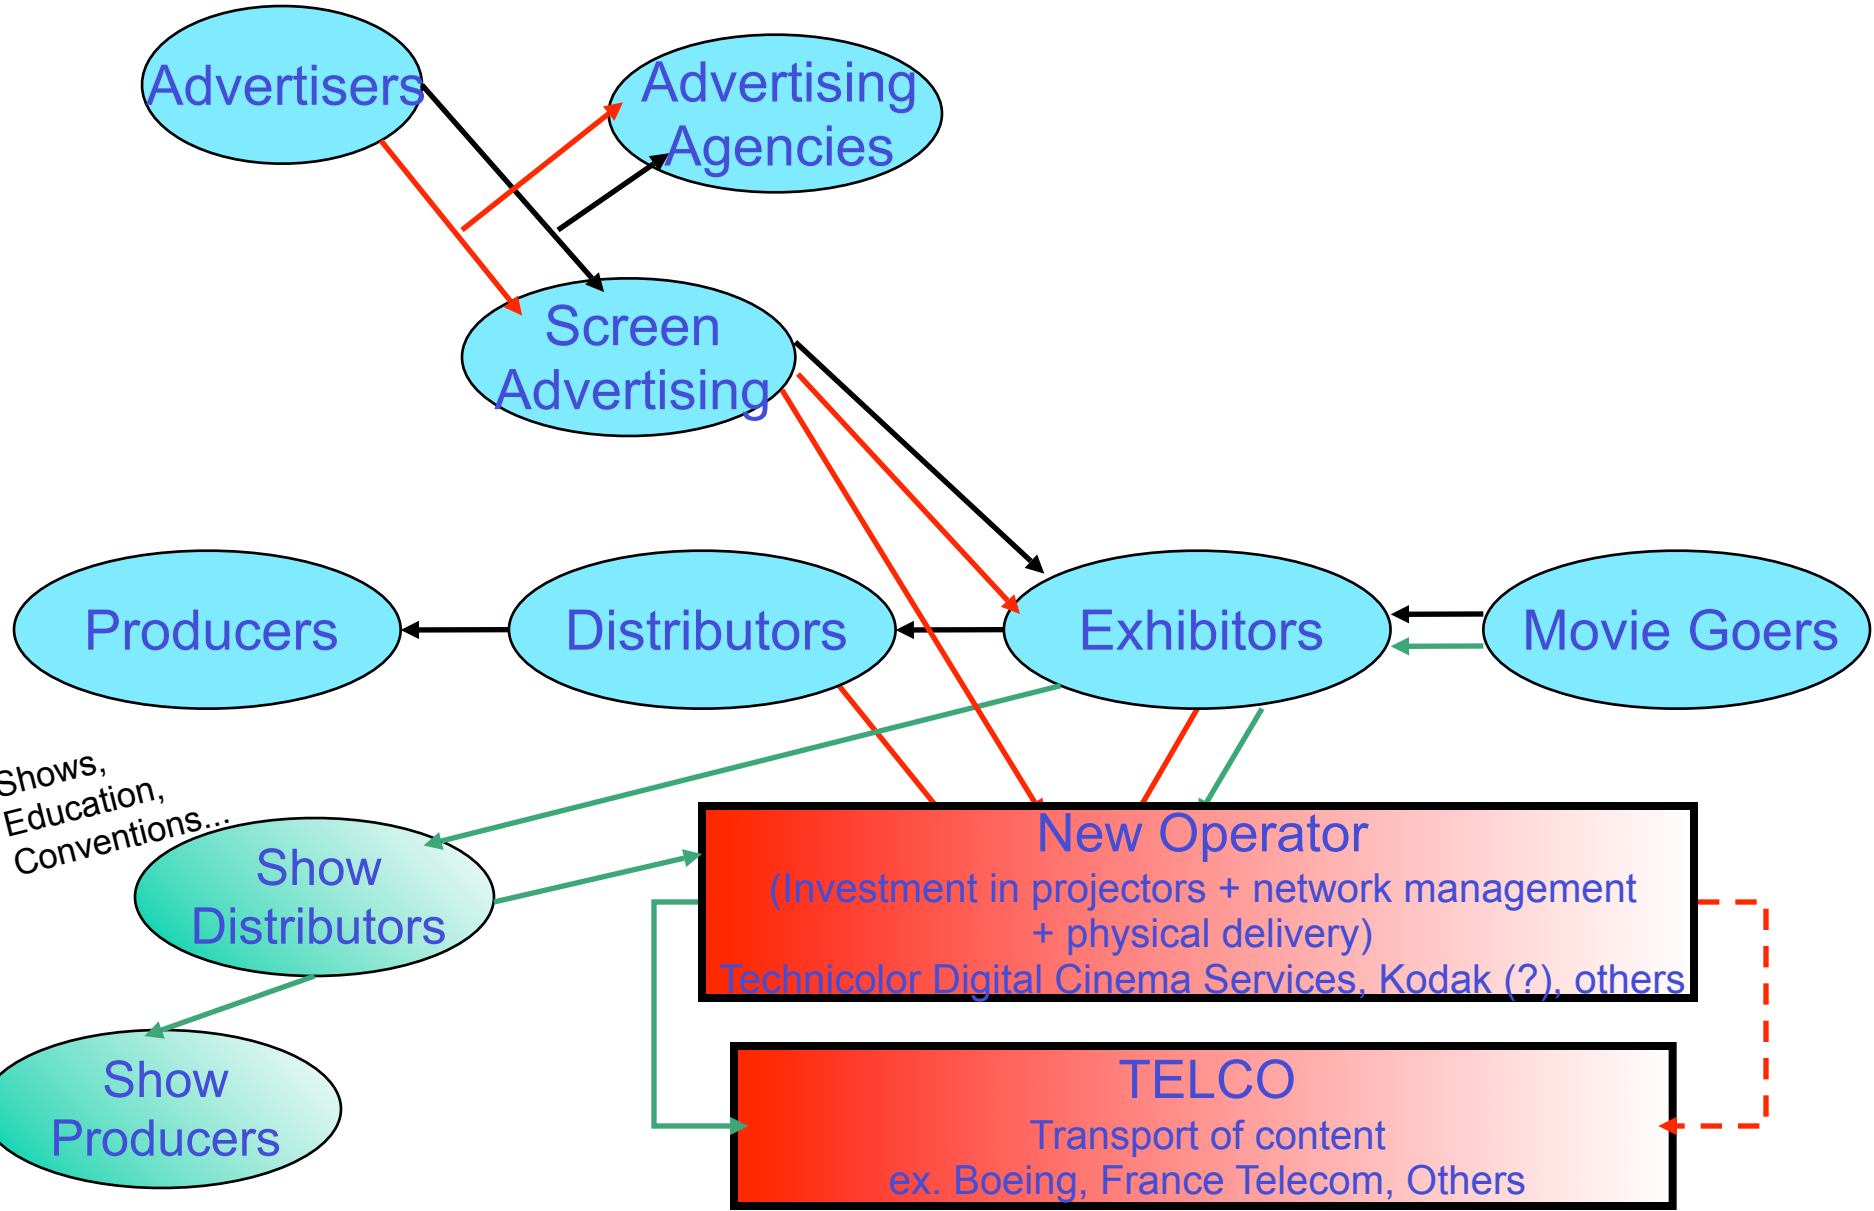 Advertisers
Advertising
Agencies
Screen
Advertising
Producers
Distributors
Exhibitors
Movie Goers
Shows,
Education,
Conventions...
Show
Distributors
New Operator
(Investment in projectors + network management
+ physical delivery)
Technicolor Digital Cinema Services, Kodak (?), others
Show
Producers
TELCO
Transport of content
ex. Boeing, France Telecom, Others